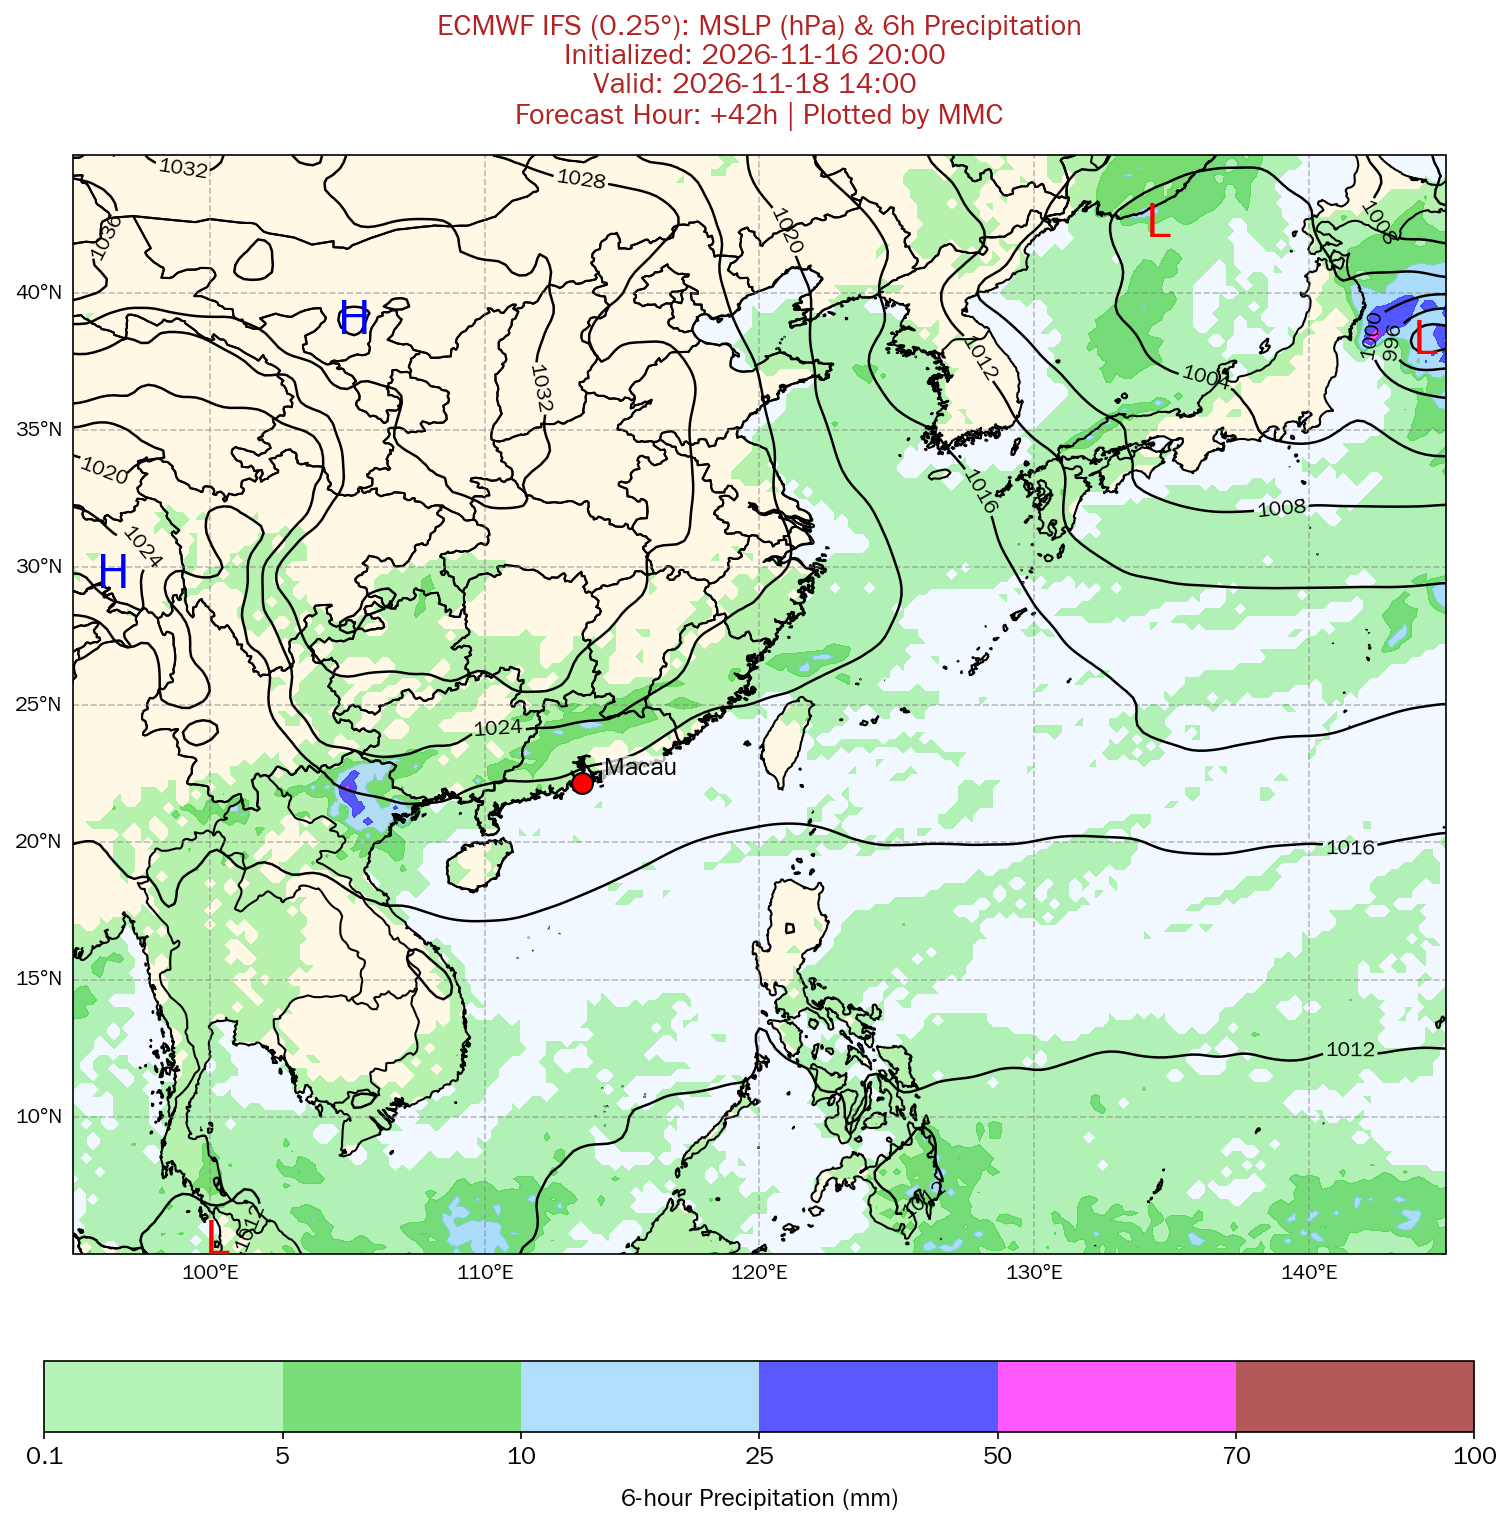 ECMWF IFS (0.25°): MSLP (hPa) & 6h Precipitation
Initialized: 2026-11-16 20:00
Valid: 2026-11-18 14:00
Forecast Hour: +42h | Plotted by MMC
1032
1028
1036
1020
1008
L
40°N
H
1000
996
L
1012
1004
1032
35°N
1020
1016
1008
1024
H
30°N
25°N
1024
Macau
20°N
1016
15°N
1012
10°N
1012
L
100°E
110°E
120°E
130°E
140°E
0.1
5
10
25
50
70
100
6-hour Precipitation (mm)